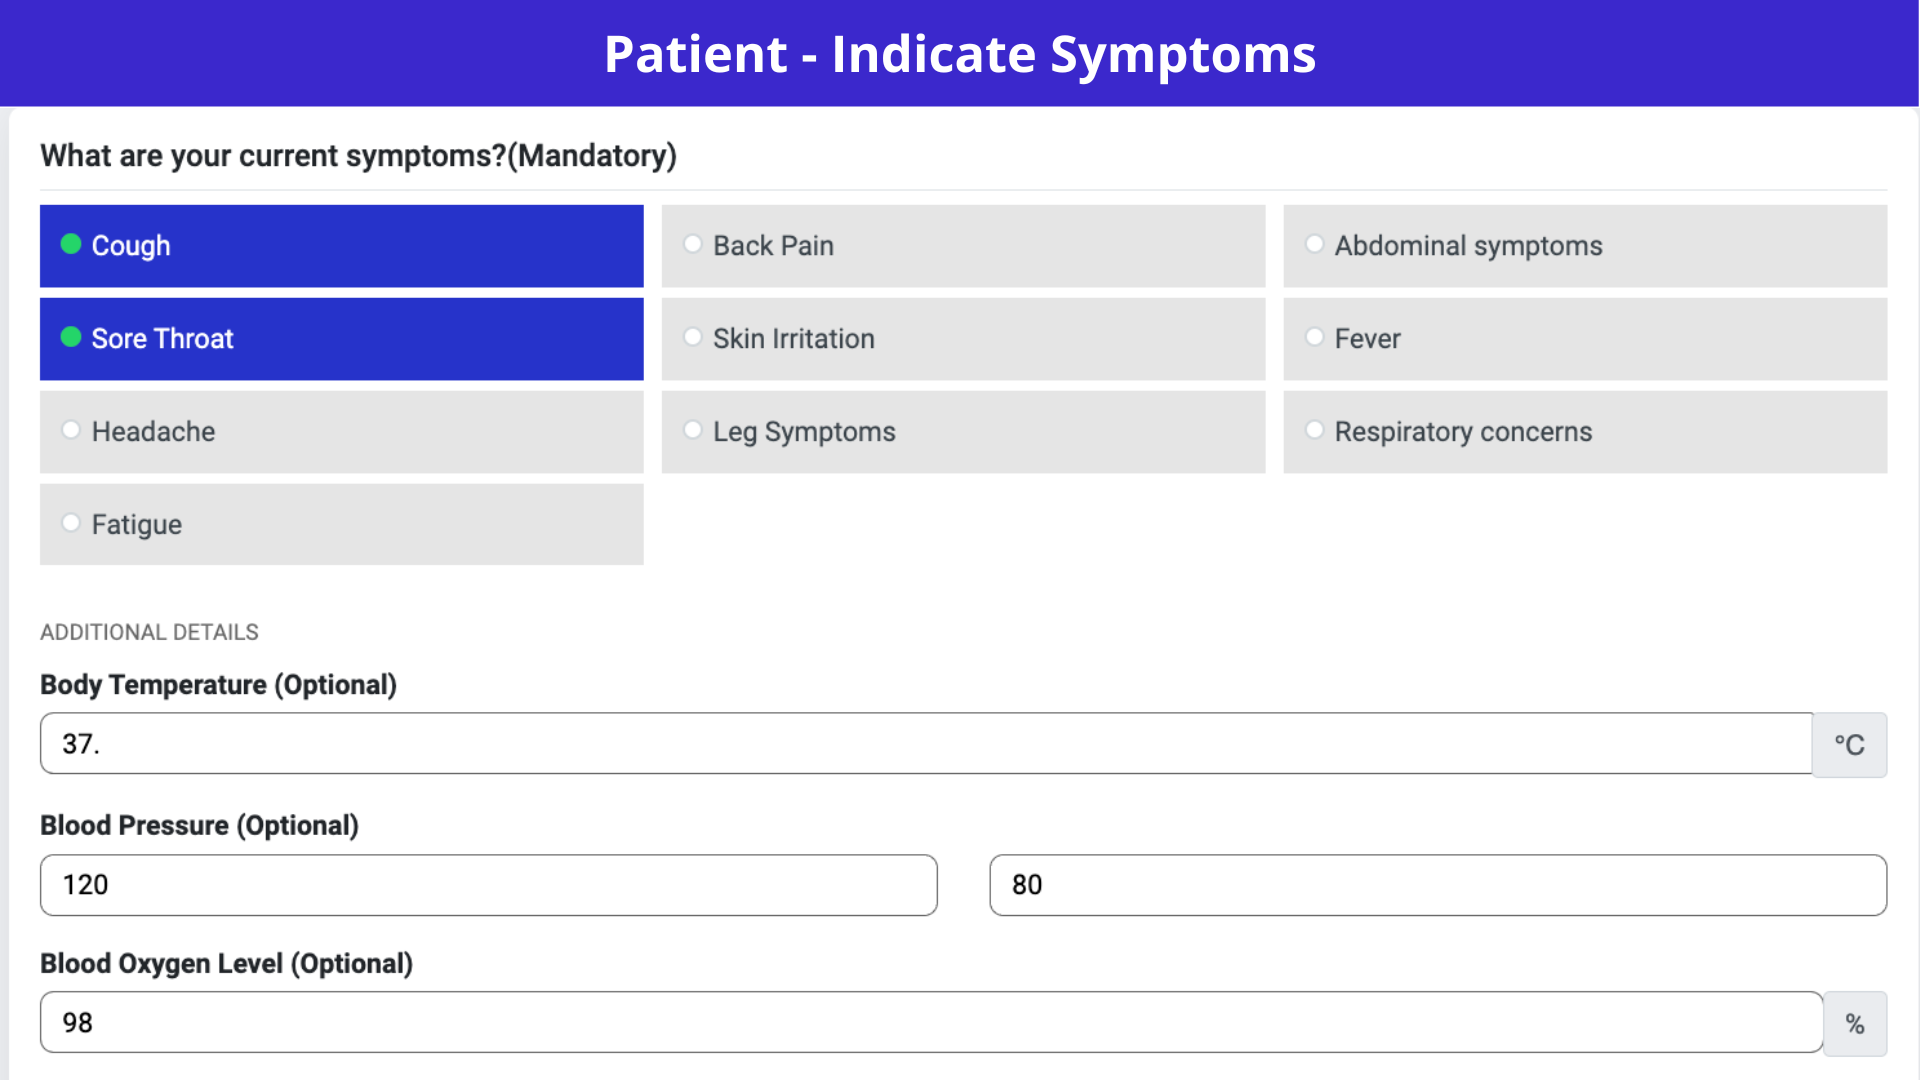 Patient - Indicate Symptoms
What are your current symptoms?(Mandatory)
Cough
Back Pain
Abdominal symptoms
Sore Throat
Skin Irritation
Fever
Headache
Leg Symptoms
Respiratory concerns
Fatigue
ADDITIONAL DETAILS
Body Temperature (Optional)
37.
°C
Blood Pressure (Optional)
120
80
Blood Oxygen Level (Optional)
98
%